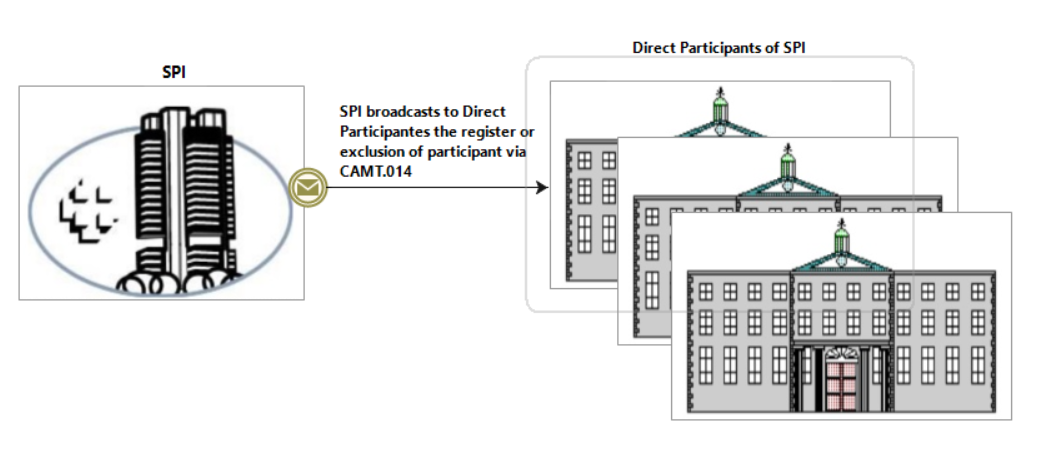 Direct Participants of SPI
SPI
SPI broadcasts to Direct
Participantes the register or
exclusion of participant via
CAMT.014